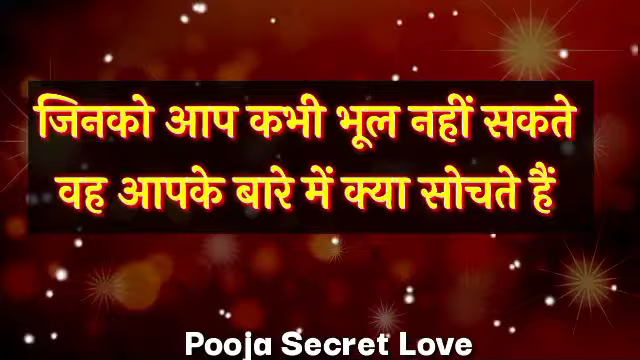 जिनको आप कभी भूल नहीं सकते
वह आपके बारे में क्या सोचते हैं
Pooja Secret Love